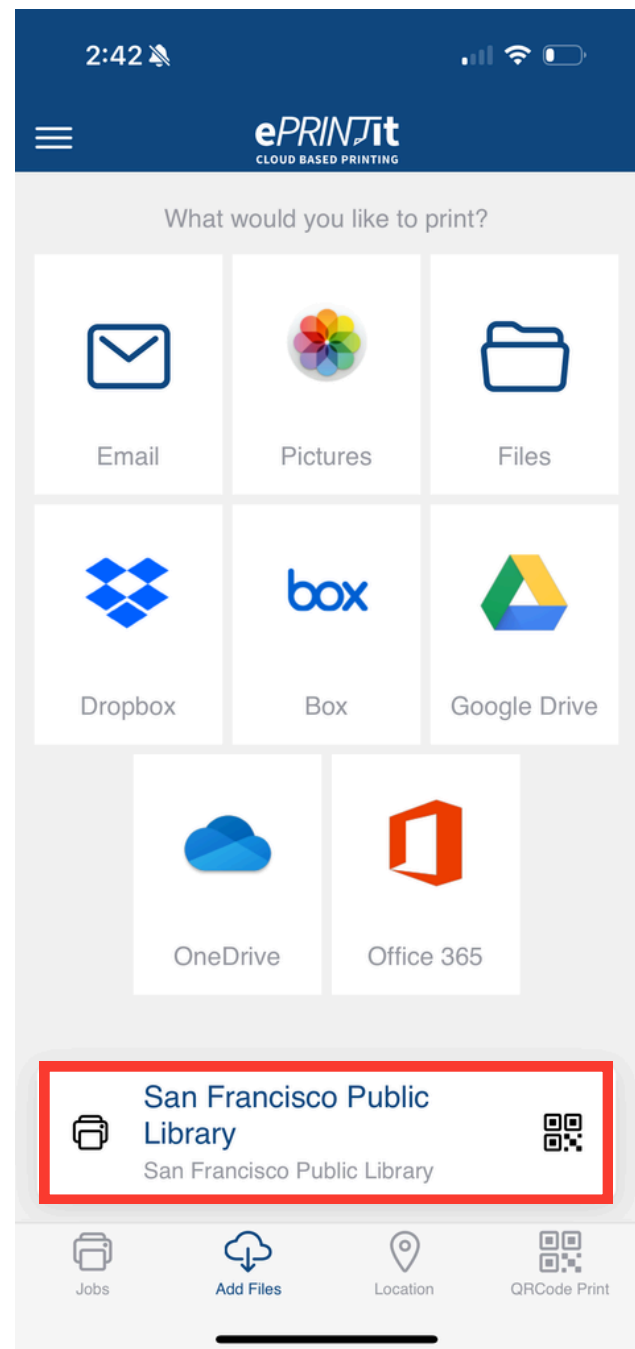 2:42
ePRINTit
CLOUD BASED PRINTING
What would you like to print?
Email
Pictures
Files
Dropbox
box
Box
Google Drive
OneDrive
Office 365
San Francisco Public
Library
San Francisco Public Library
Jobs
Add Files
Location
QRCode Print